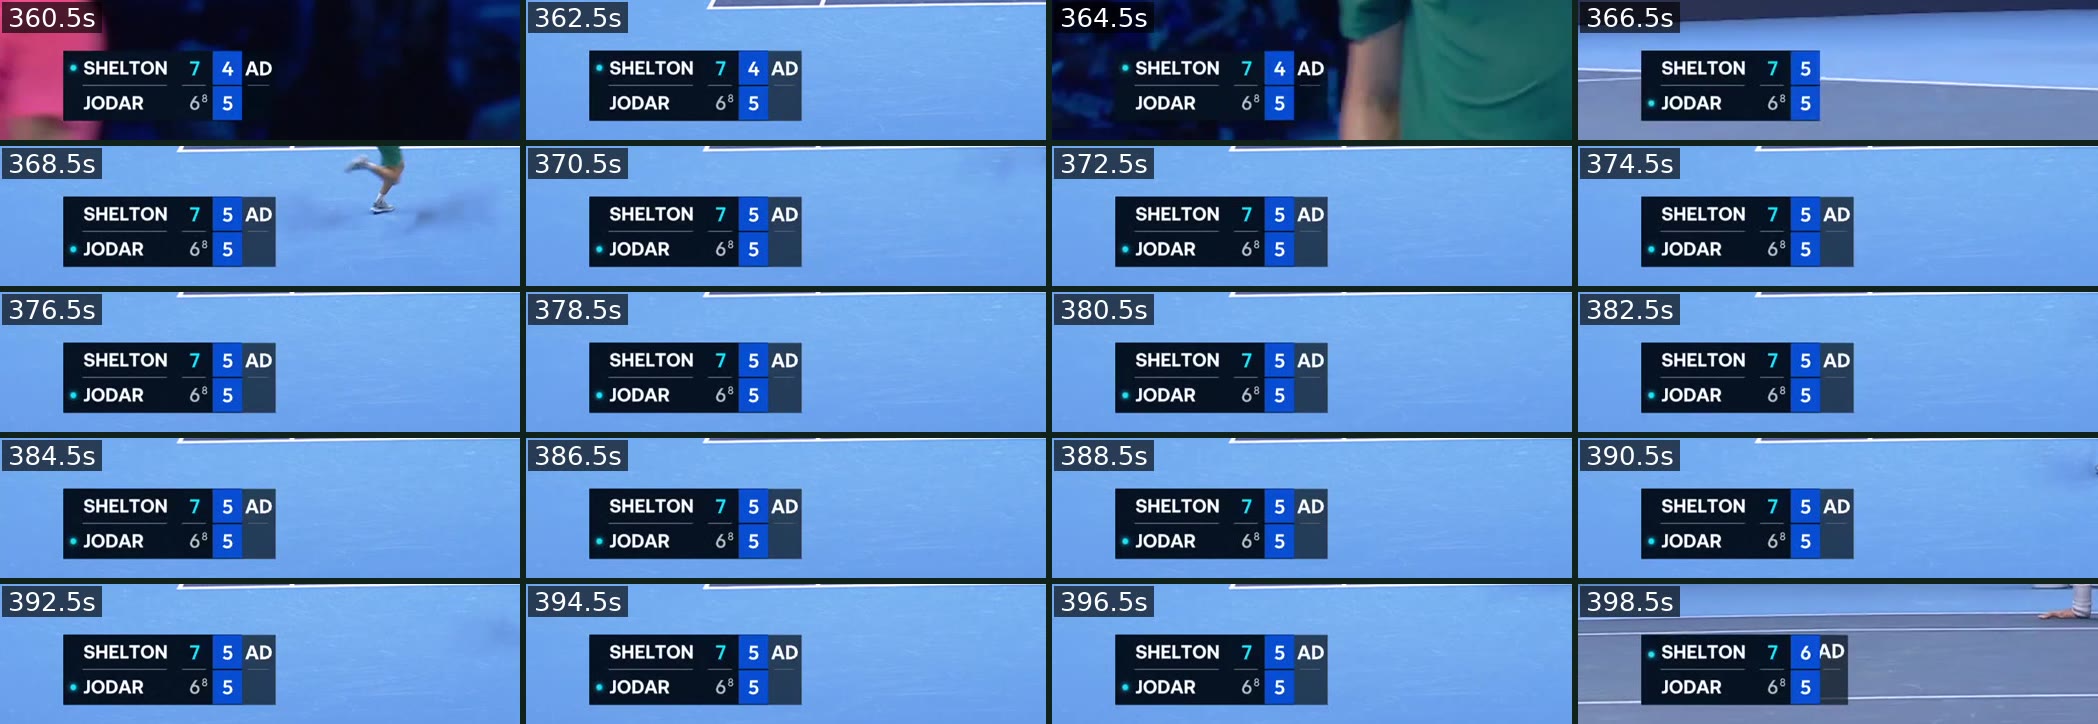 360.5s
SHELTON 7 4 AD
JODAR 6⁸ 5
362.5s
SHELTON 7 4 AD
JODAR 6⁸ 5
364.5s
SHELTON 7 4 AD
JODAR 6⁸ 5
366.5s
SHELTON 7 5
JODAR 6⁸ 5
368.5s
SHELTON 7 5 AD
JODAR 6⁸ 5
370.5s
SHELTON 7 5 AD
JODAR 6⁸ 5
372.5s
SHELTON 7 5 AD
JODAR 6⁸ 5
374.5s
SHELTON 7 5 AD
JODAR 6⁸ 5
376.5s
SHELTON 7 5 AD
JODAR 6⁸ 5
378.5s
SHELTON 7 5 AD
JODAR 6⁸ 5
380.5s
SHELTON 7 5 AD
JODAR 6⁸ 5
382.5s
SHELTON 7 5 AD
JODAR 6⁸ 5
384.5s
SHELTON 7 5 AD
JODAR 6⁸ 5
386.5s
SHELTON 7 5 AD
JODAR 6⁸ 5
388.5s
SHELTON 7 5 AD
JODAR 6⁸ 5
390.5s
SHELTON 7 5 AD
JODAR 6⁸ 5
392.5s
SHELTON 7 5 AD
JODAR 6⁸ 5
394.5s
SHELTON 7 5 AD
JODAR 6⁸ 5
396.5s
SHELTON 7 5 AD
JODAR 6⁸ 5
398.5s
SHELTON 7 6 AD
JODAR 6⁸ 5